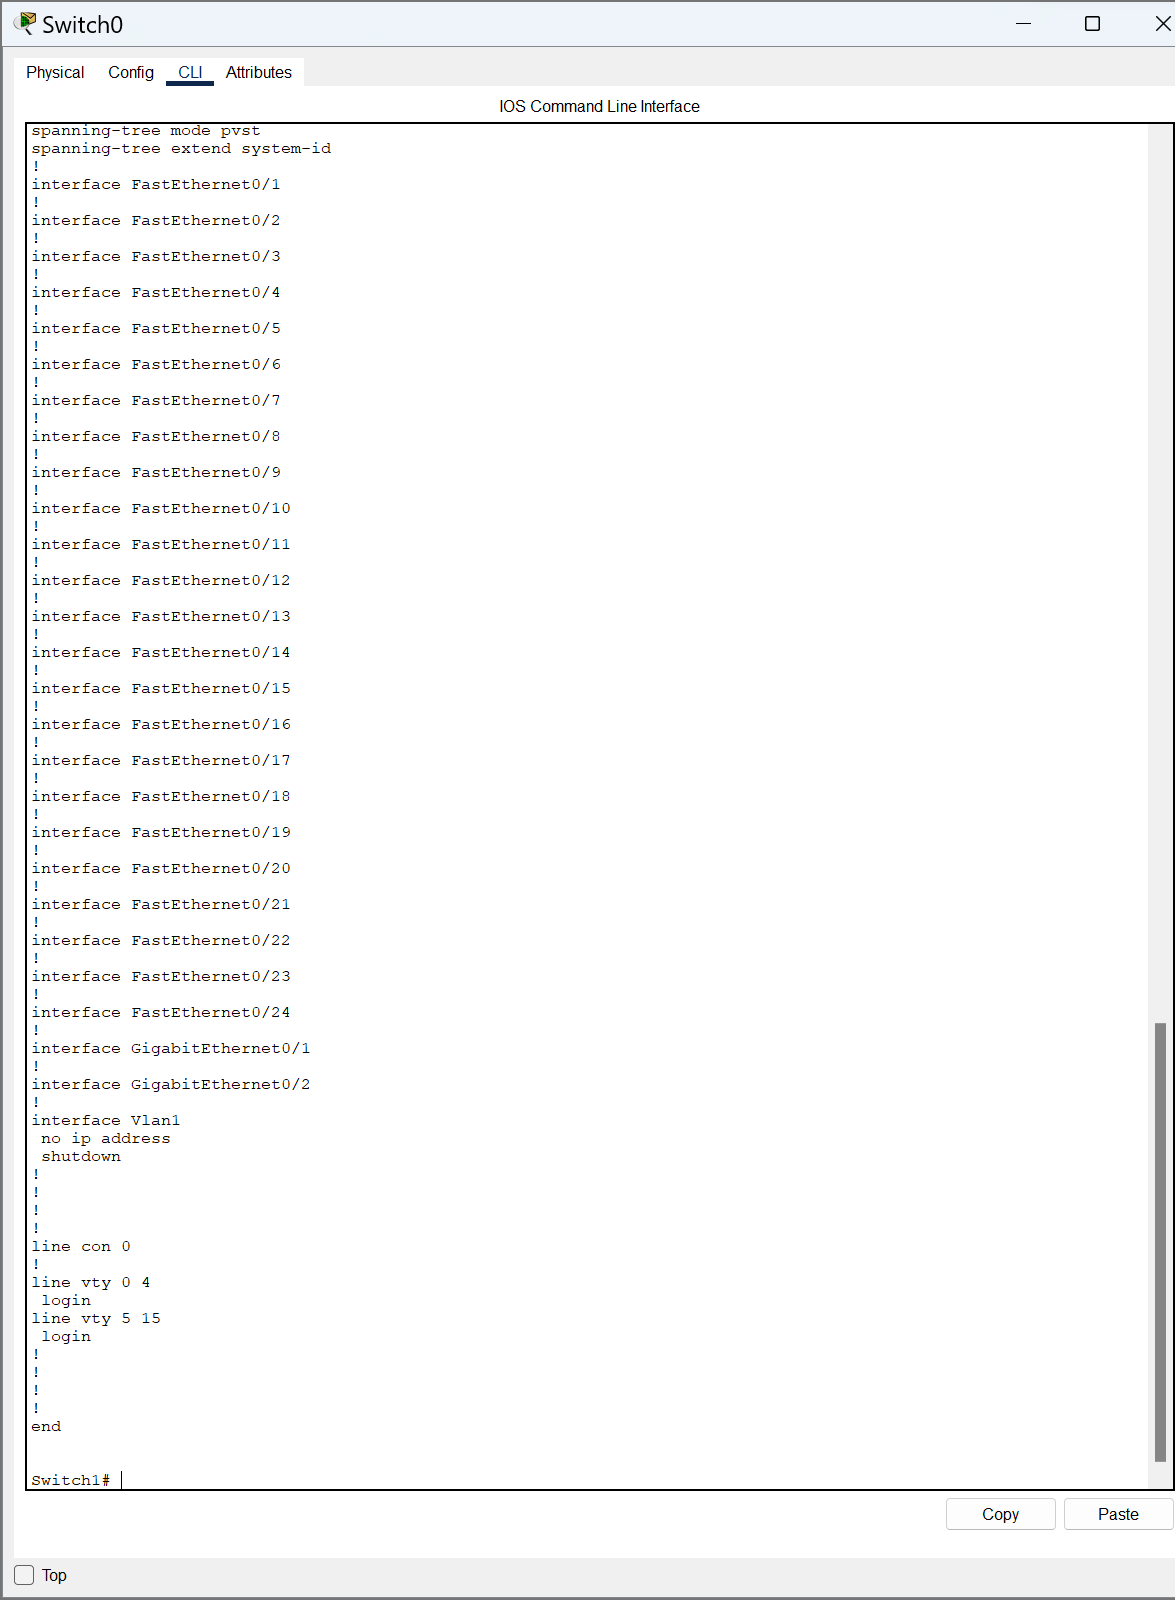 Switch0
Physical Config CLI Attributes
IOS Command Line Interface
spanning-tree mode pvst
spanning-tree extend system-id
!
interface FastEthernet0/1
!
interface FastEthernet0/2
!
interface FastEthernet0/3
!
interface FastEthernet0/4
!
interface FastEthernet0/5
!
interface FastEthernet0/6
!
interface FastEthernet0/7
!
interface FastEthernet0/8
!
interface FastEthernet0/9
!
interface FastEthernet0/10
!
interface FastEthernet0/11
!
interface FastEthernet0/12
!
interface FastEthernet0/13
!
interface FastEthernet0/14
!
interface FastEthernet0/15
!
interface FastEthernet0/16
!
interface FastEthernet0/17
!
interface FastEthernet0/18
!
interface FastEthernet0/19
!
interface FastEthernet0/20
!
interface FastEthernet0/21
!
interface FastEthernet0/22
!
interface FastEthernet0/23
!
interface FastEthernet0/24
!
interface GigabitEthernet0/1
!
interface GigabitEthernet0/2
!
interface Vlan1
 no ip address
 shutdown
!
!
!
!
line con 0
!
line vty 0 4
 login
line vty 5 15
 login
!
!
!
!
end
Switch1#
Copy Paste
Top